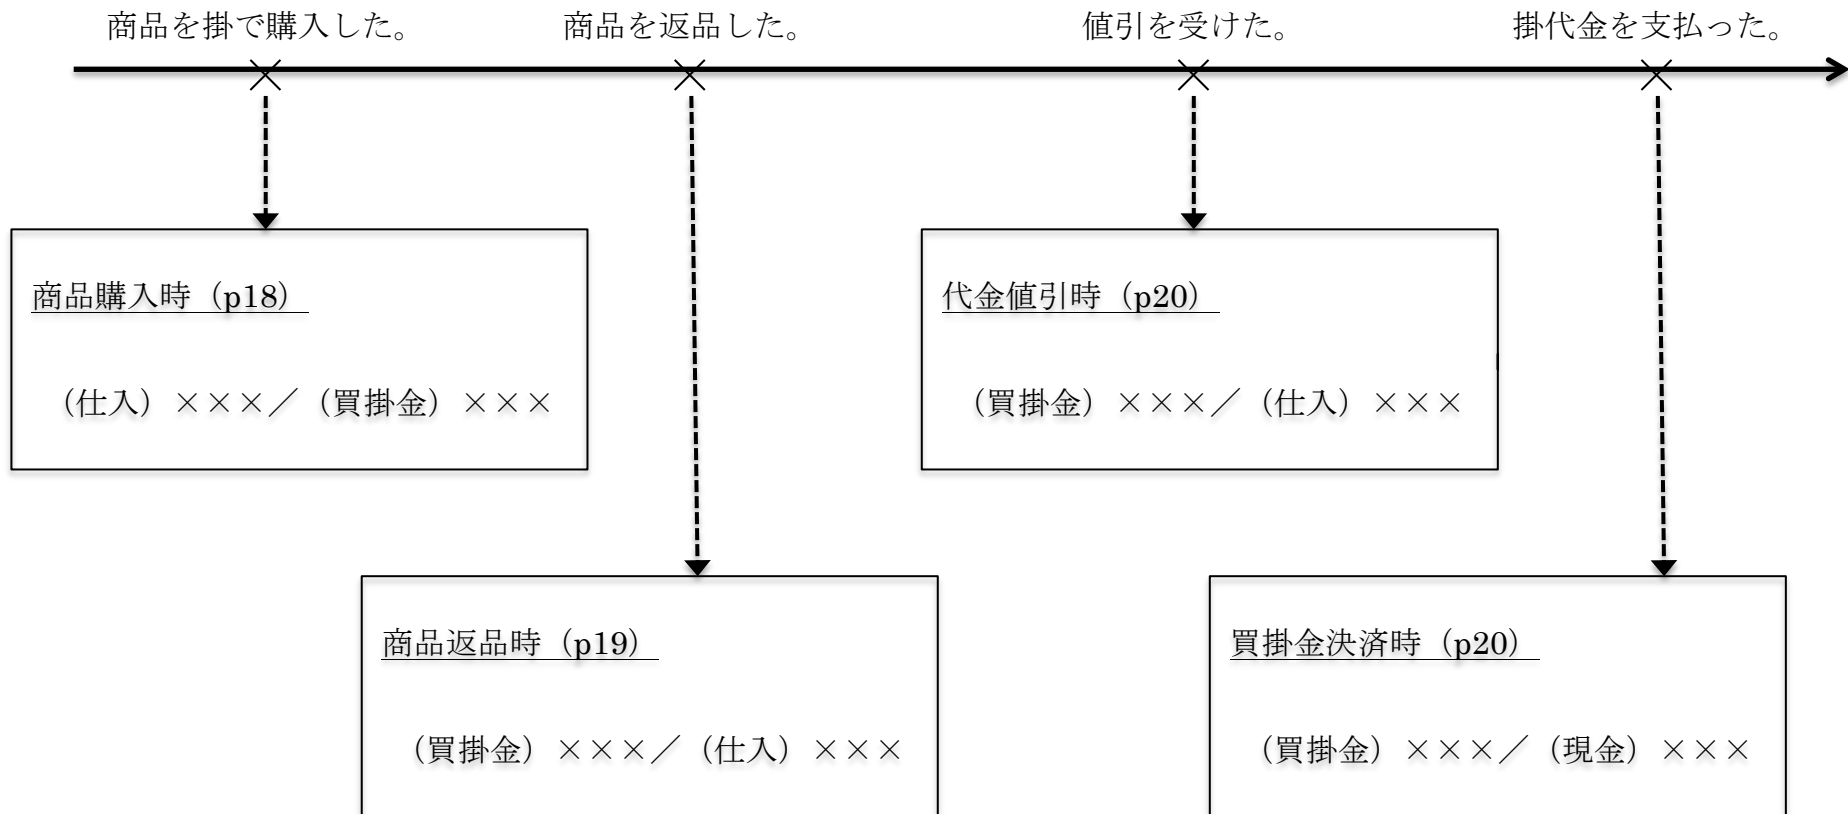 商品を掛で購入した。
商品を返品した。
値引を受けた。
掛代金を支払った。
商品購入時（p18）
（仕入）×××／（買掛金）×××
代金値引時（p20）
（買掛金）×××／（仕入）×××
商品返品時（p19）
（買掛金）×××／（仕入）×××
買掛金決済時（p20）
（買掛金）×××／（現金）×××